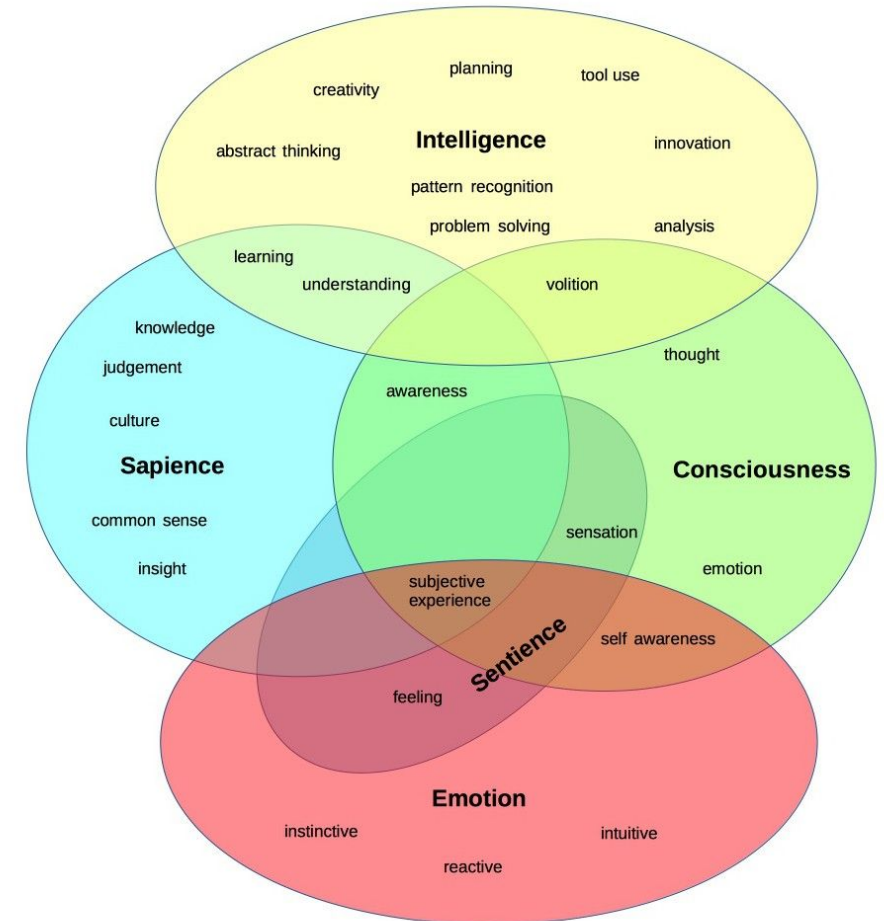 planning
tool use
creativity
Intelligence
innovation
abstract thinking
pattern recognition
problem solving
analysis
learning
understanding
volition
knowledge
thought
judgement
awareness
culture
Sapience
Consciousness
common sense
sensation
insight
emotion
subjective
experience
Sentience
self awareness
feeling
Emotion
instinctive
intuitive
reactive